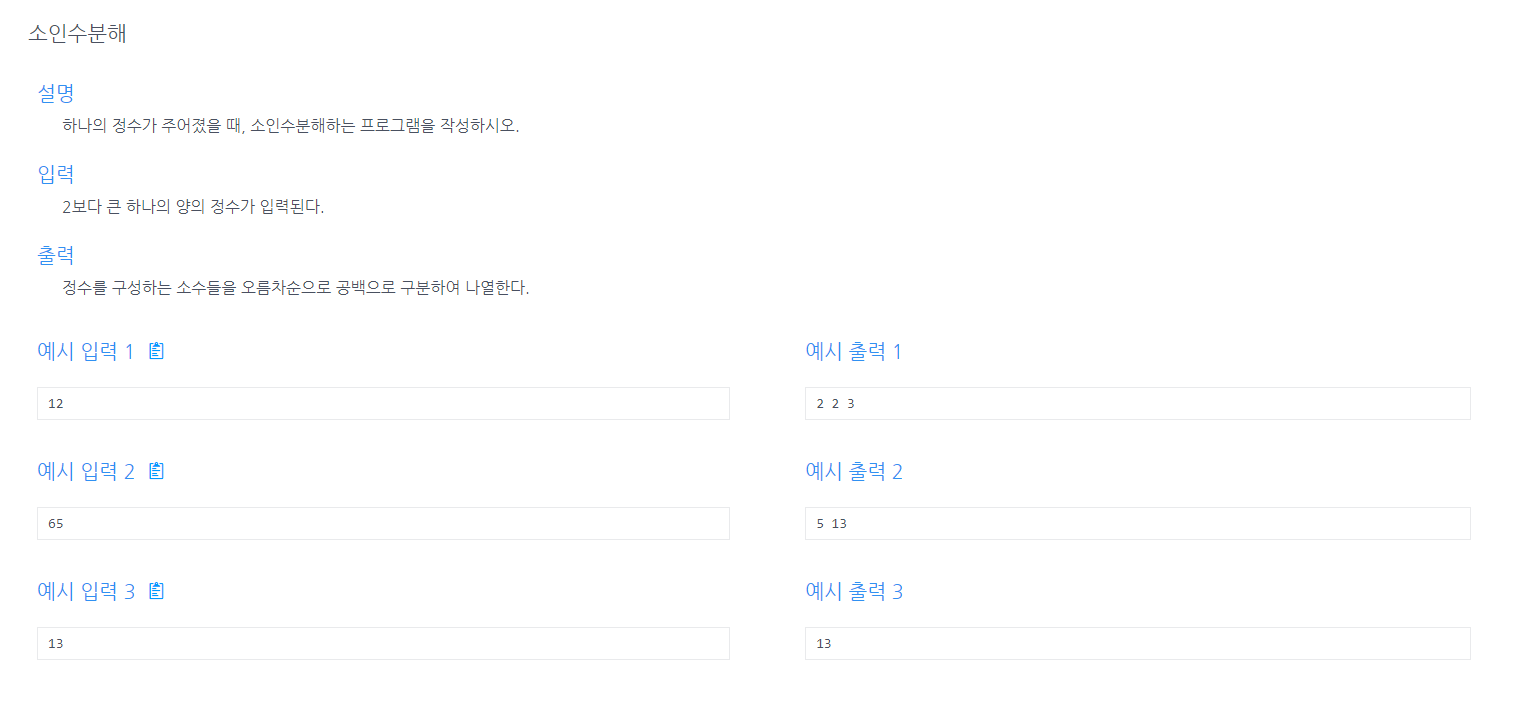 소인수분해
설명
하나의 정수가 주어졌을 때, 소인수분해하는 프로그램을 작성하시오.
입력
2보다 큰 하나의 양의 정수가 입력된다.
출력
정수를 구성하는 소수들을 오름차순으로 공백으로 구분하여 나열한다.
예시 입력 1
예시 출력 1
12
2 2 3
예시 입력 2
예시 출력 2
65
5 13
예시 입력 3
예시 출력 3
13
13